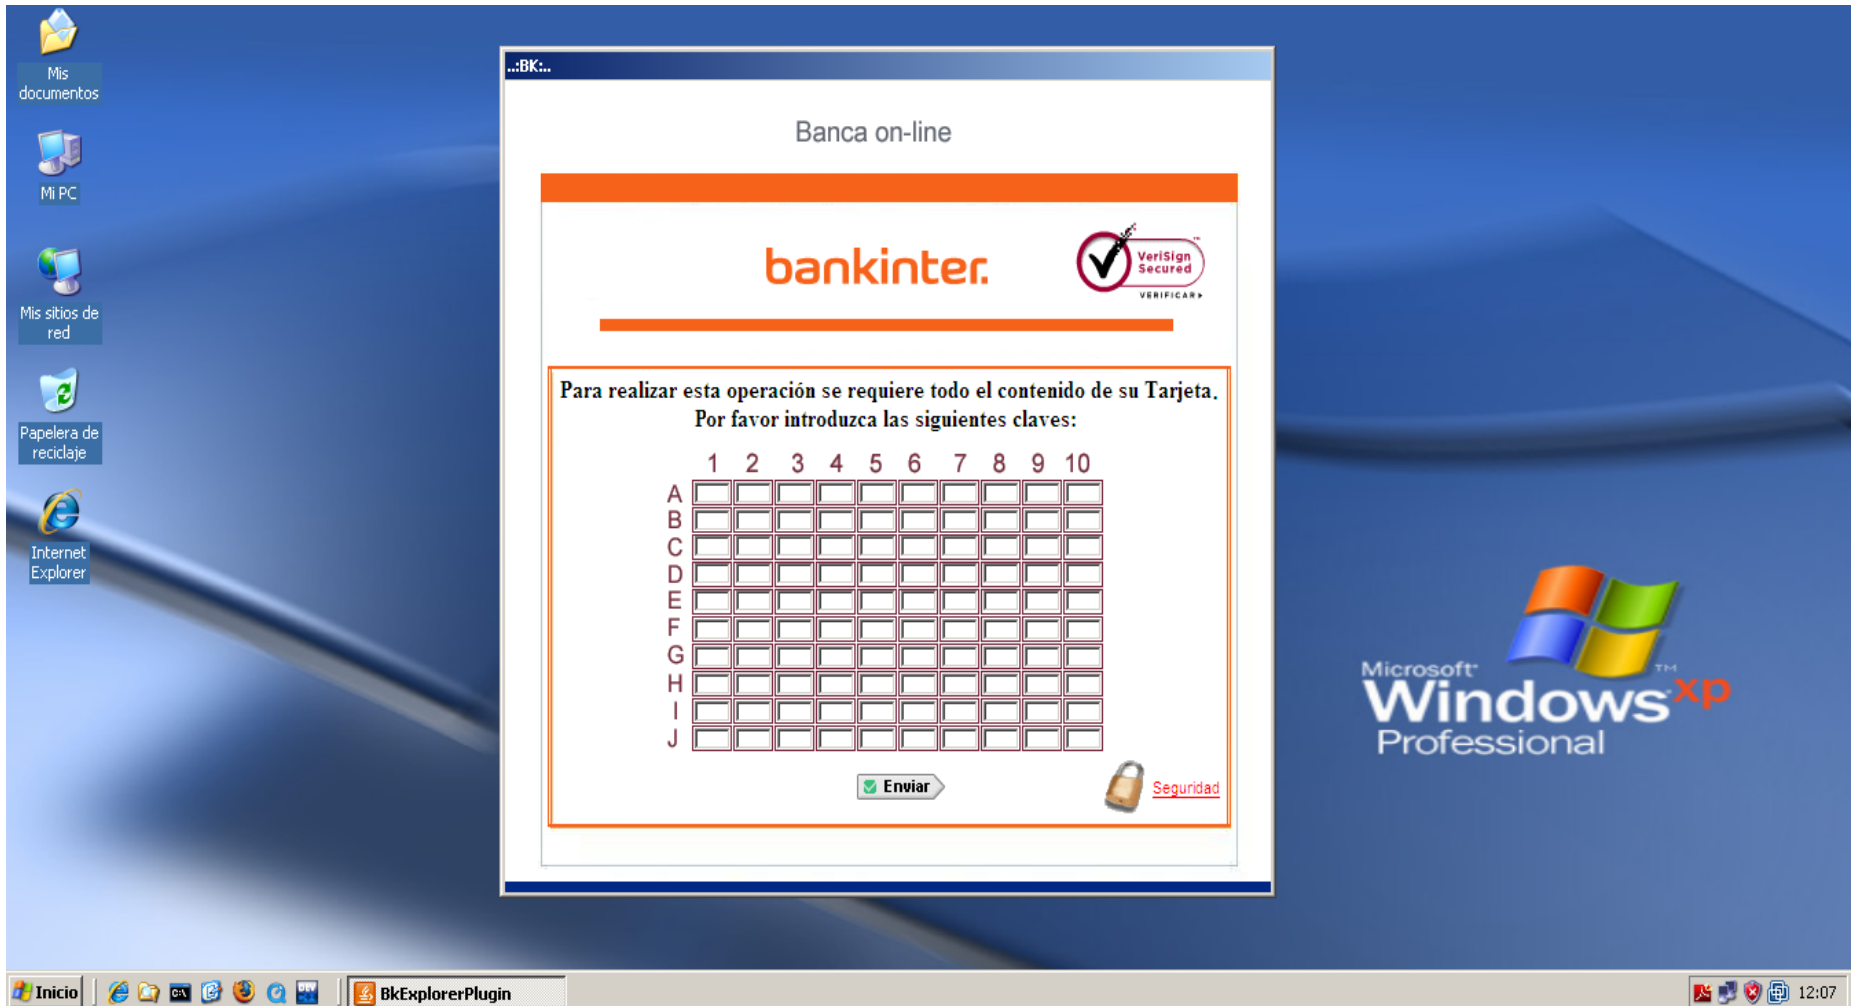 Mis
documentos
Mi PC
Mis sitios de
red
Papelera de
reciclaje
Internet
Explorer
..:BK:..
Banca on-line
bankinter.
VeriSign
Secured
VERIFICAR
TM
Para realizar esta operación se requiere todo el contenido de su Tarjeta.
Por favor introduzca las siguientes claves:
1 2 3 4 5 6 7 8 9 10
A
B
C
D
E
F
G
H
I
J
Enviar
Seguridad
Microsoft
Windows xp
TM
Professional
Inicio
C:\
DEV
BkExplorerPlugin
12:07